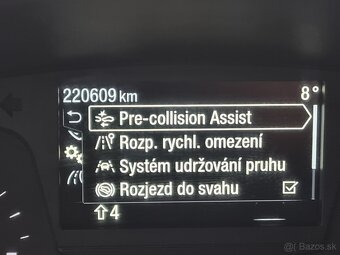 220609 km 8°
Pre-collision Assist
Rozp. rychl. omezení
Systém udržování pruhu
Rozjezd do svahu
⇧4
bazos.sk